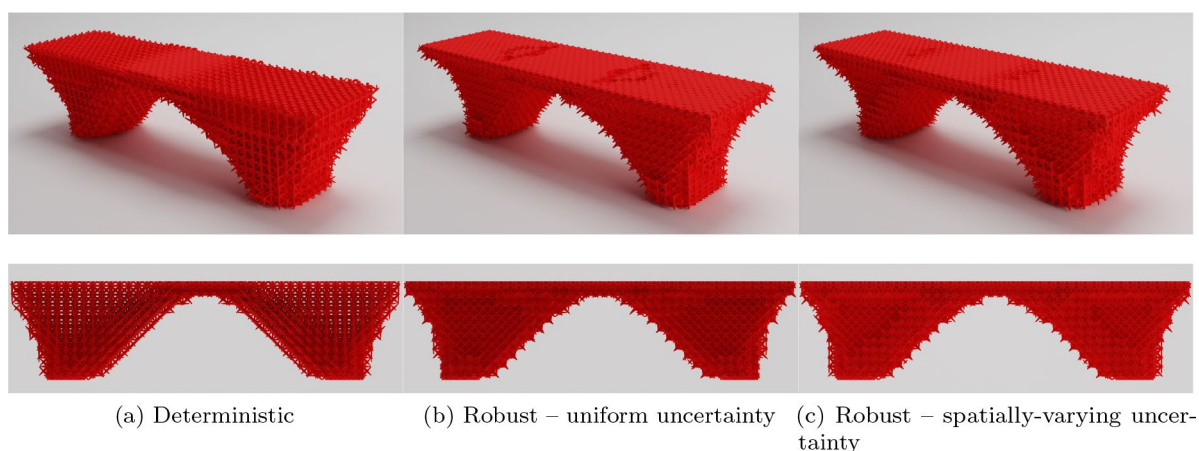 (a) Deterministic
(b) Robust – uniform uncertainty
(c) Robust – spatially-varying uncer-
tainty